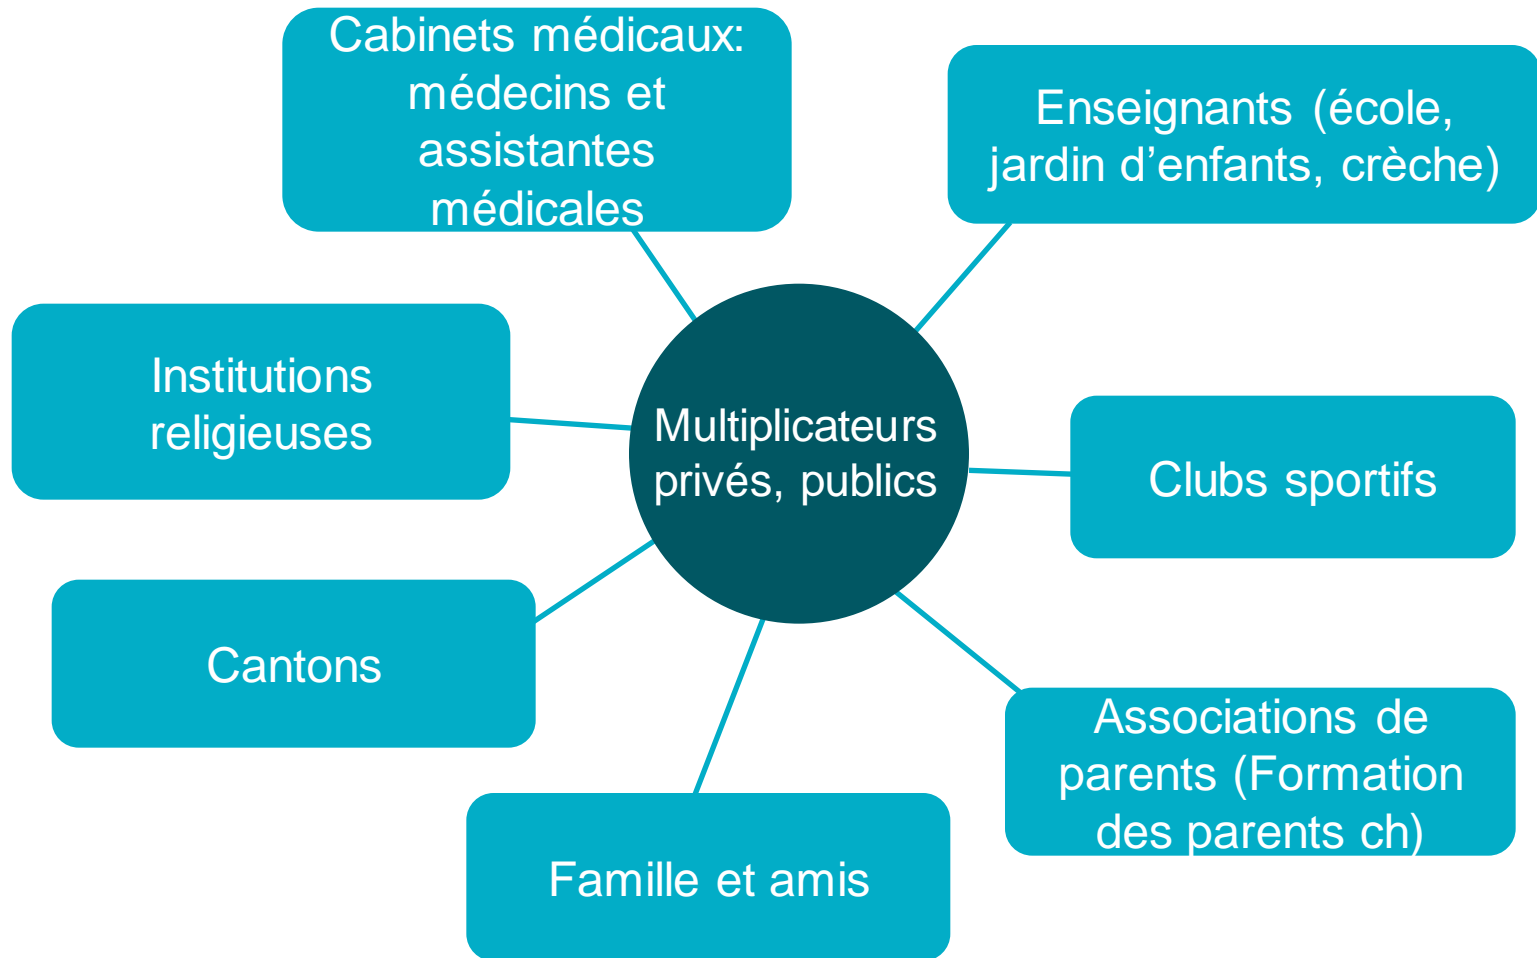 Cabinets médicaux:
médecins et
assistantes
médicales
Enseignants (école,
jardin d’enfants, crèche)
Institutions
religieuses
Multiplicateurs
privés, publics
Clubs sportifs
Cantons
Associations de
parents (Formation
des parents ch)
Famille et amis